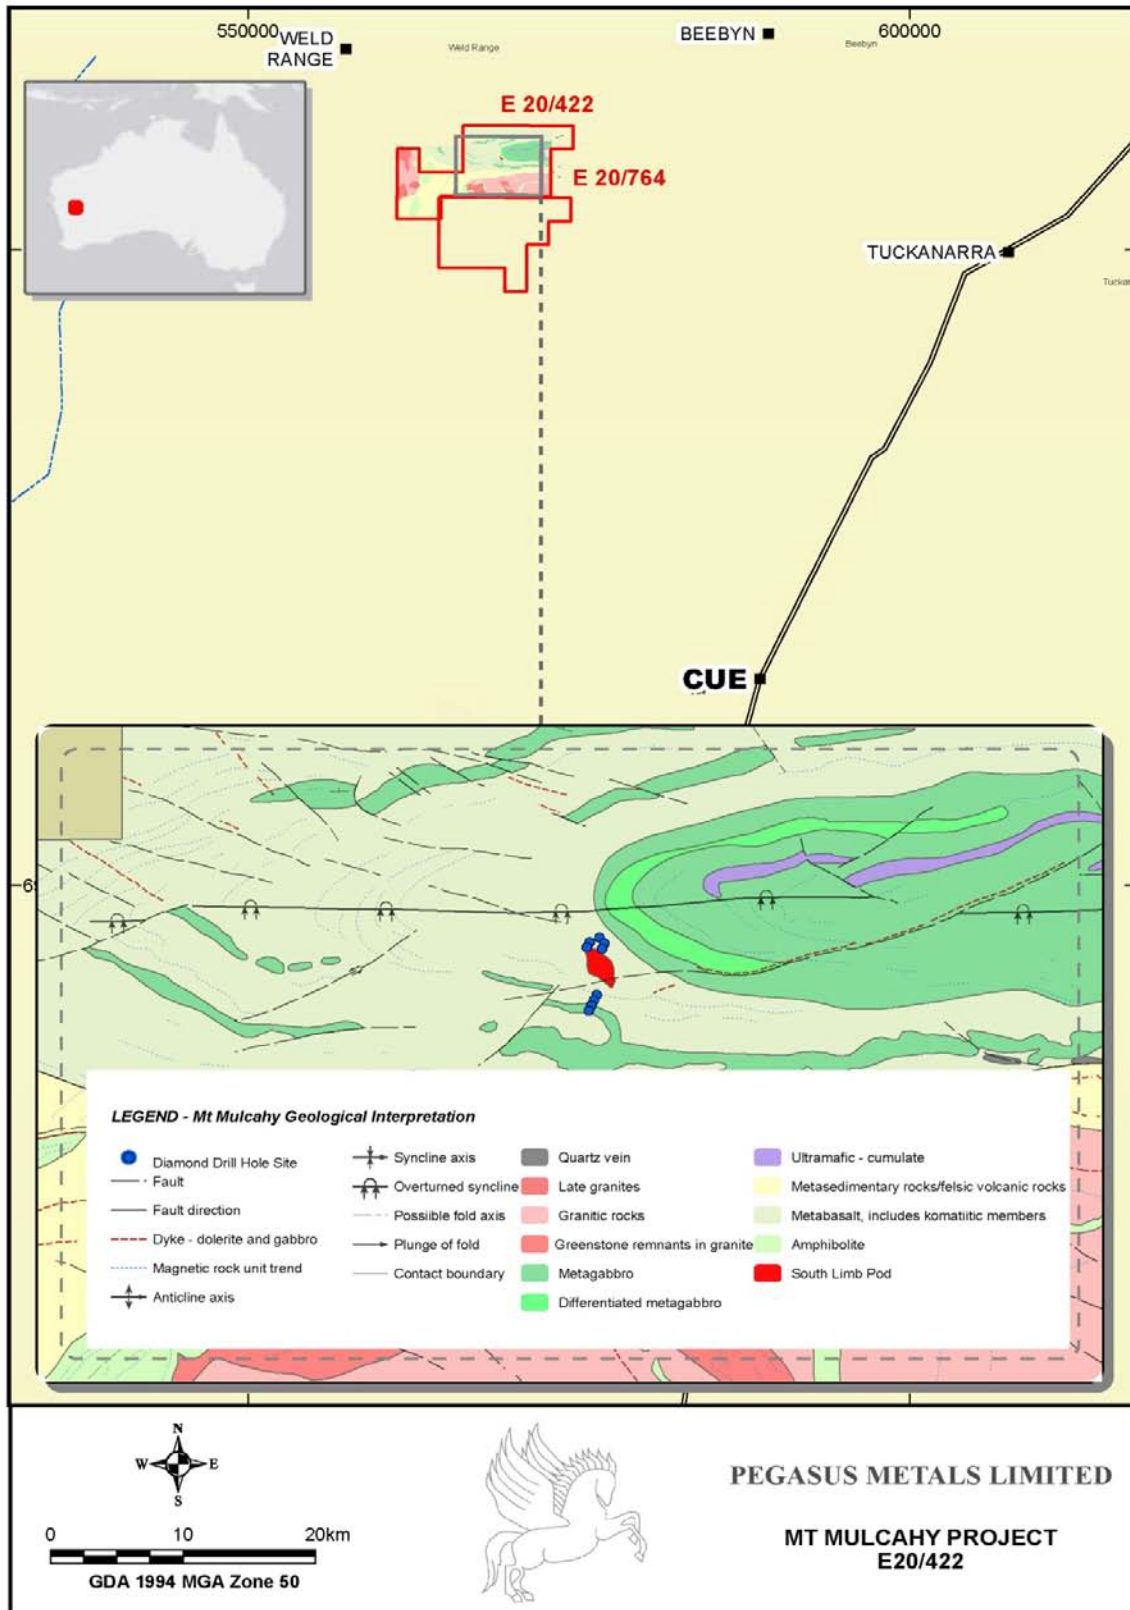 550000
600000
WELD
RANGE
Weld Range
BEEBYN
Beebyn
E 20/422
E 20/764
TUCKANARRA
Tuckan
CUE
LEGEND - Mt Mulcahy Geological Interpretation
Diamond Drill Hole Site
Fault
Fault direction
Dyke - dolerite and gabbro
Magnetic rock unit trend
Anticline axis
Syncline axis
Overturned syncline
Possiible fold axis
Plunge of fold
Contact boundary
Quartz vein
Late granites
Granitic rocks
Greenstone remnants in granite
Metagabbro
Differentiated metagabbro
Ultramafic - cumulate
Metasedimentary rocks/felsic volcanic rocks
Metabasalt, includes komatiitic members
Amphibolite
South Limb Pod
N
W E
S
0 10 20km
GDA 1994 MGA Zone 50
PEGASUS METALS LIMITED
MT MULCAHY PROJECT
E20/422